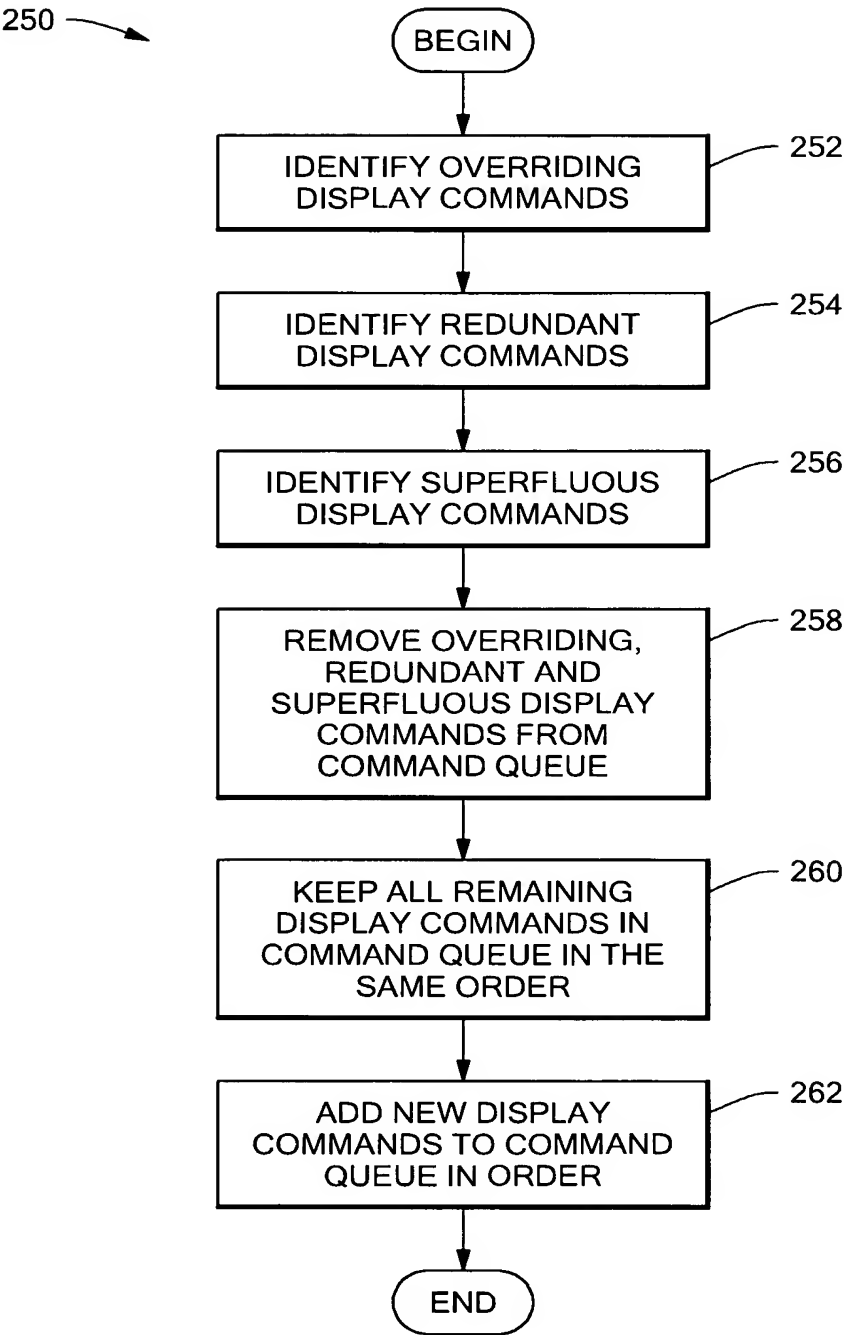 250
BEGIN
IDENTIFY OVERRIDING
DISPLAY COMMANDS
252
IDENTIFY REDUNDANT
DISPLAY COMMANDS
254
IDENTIFY SUPERFLUOUS
DISPLAY COMMANDS
256
REMOVE OVERRIDING,
REDUNDANT AND
SUPERFLUOUS DISPLAY
COMMANDS FROM
COMMAND QUEUE
258
KEEP ALL REMAINING
DISPLAY COMMANDS IN
COMMAND QUEUE IN THE
SAME ORDER
260
ADD NEW DISPLAY
COMMANDS TO COMMAND
QUEUE IN ORDER
262
END